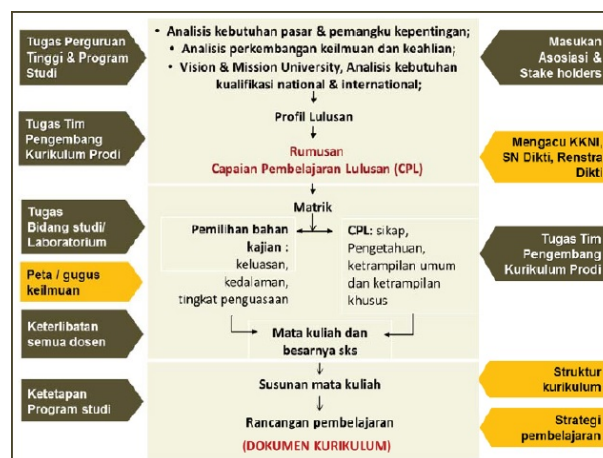 Tugas Perguruan
Tinggi & Program
Studi
• Analisis kebutuhan pasar & pemangku kepentingan;
• Analisis perkembangan keilmuan dan keahlian;
• Vision & Mission University, Analisis kebutuhan
kualifikasi national & international;
Masukan
Asosiasi &
Stake holders
Tugas Tim
Pengembang
Kurikulum Prodi
Profil Lulusan
Rumusan
Capaian Pembelajaran Lulusan (CPL)
Mengacu KKNI,
SN Dikti, Renstra
Dikti
Tugas
Bidang studi/
Laboratorium
Matrik
Pemilihan bahan
kajian :
keluasan,
kedalaman,
tingkat penguasaan
CPL: sikap,
Pengetahuan,
ketrampilan umum
dan ketrampilan
khusus
Tugas Tim
Pengembang
Kurikulum Prodi
Peta / gugus
keilmuan
Keterlibatan
semua dosen
Mata kuliah dan
besarnya sks
Ketetapan
Program studi
Susunan mata kuliah
Rancangan pembelajaran
(DOKUMEN KURIKULUM)
Struktur
kurikulum
Strategi
pembelajaran